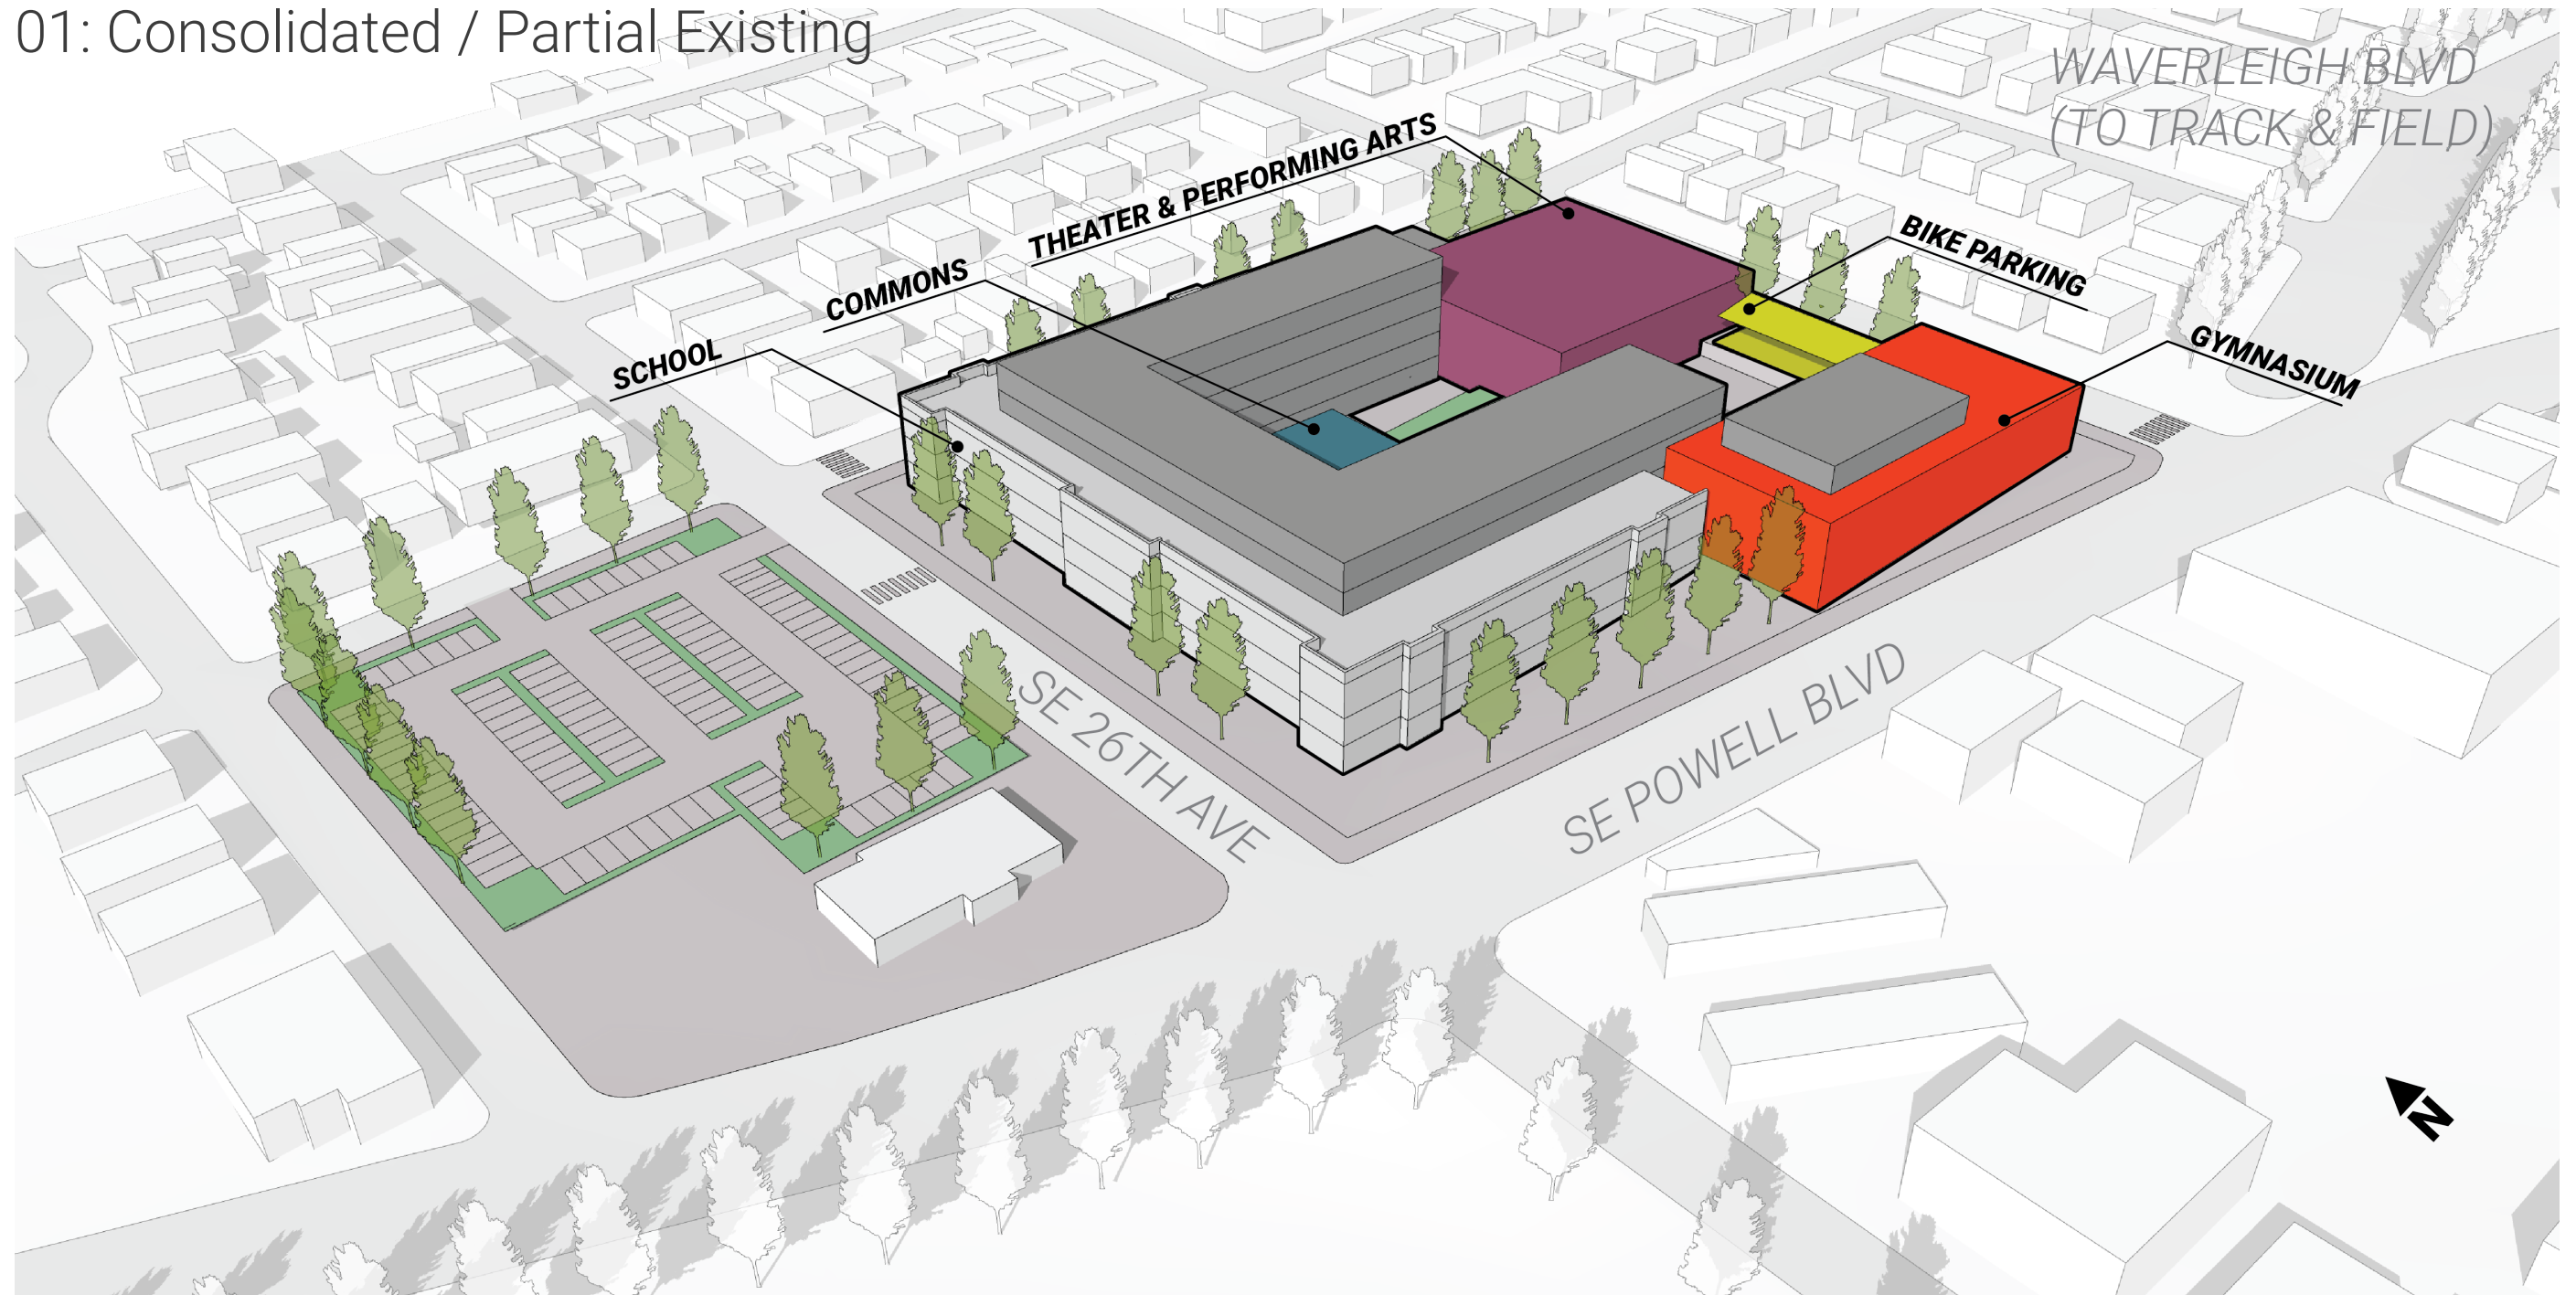 01: Consolidated / Partial Existing
WAVERLEIGH BLVD
(TO TRACK & FIELD)
THEATER & PERFORMING ARTS
BIKE PARKING
COMMONS
GYMNASIUM
SCHOOL
SE 26TH AVE
SE POWELL BLVD
N